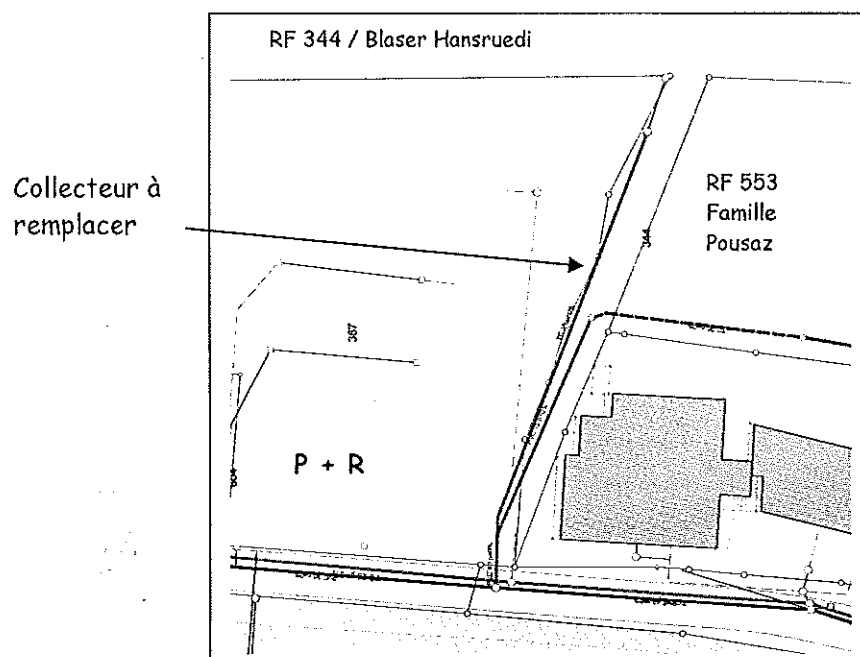 RF 344 / Blaser Hansruedi
Collecteur à
remplacer
RF 553
Famille
Pousaz
344
367
P + R